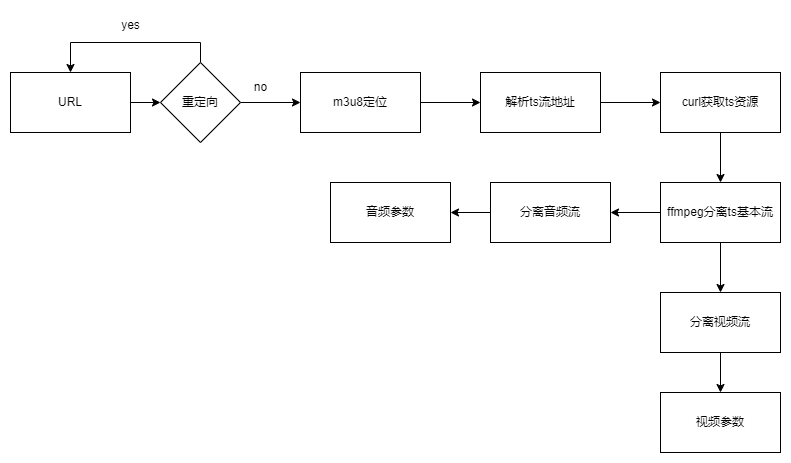 yes
URL
重定向
no
m3u8定位
解析ts流地址
curl获取ts资源
音频参数
分离音频流
ffmpeg分离ts基本流
分离视频流
视频参数